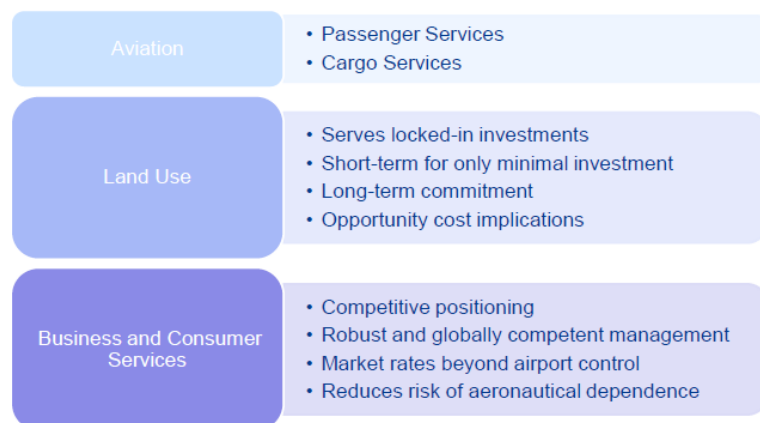 Aviation
• Passenger Services
• Cargo Services
Land Use
• Serves locked-in investments
• Short-term for only minimal investment
• Long-term commitment
• Opportunity cost implications
Business and Consumer
Services
• Competitive positioning
• Robust and globally competent management
• Market rates beyond airport control
• Reduces risk of aeronautical dependence